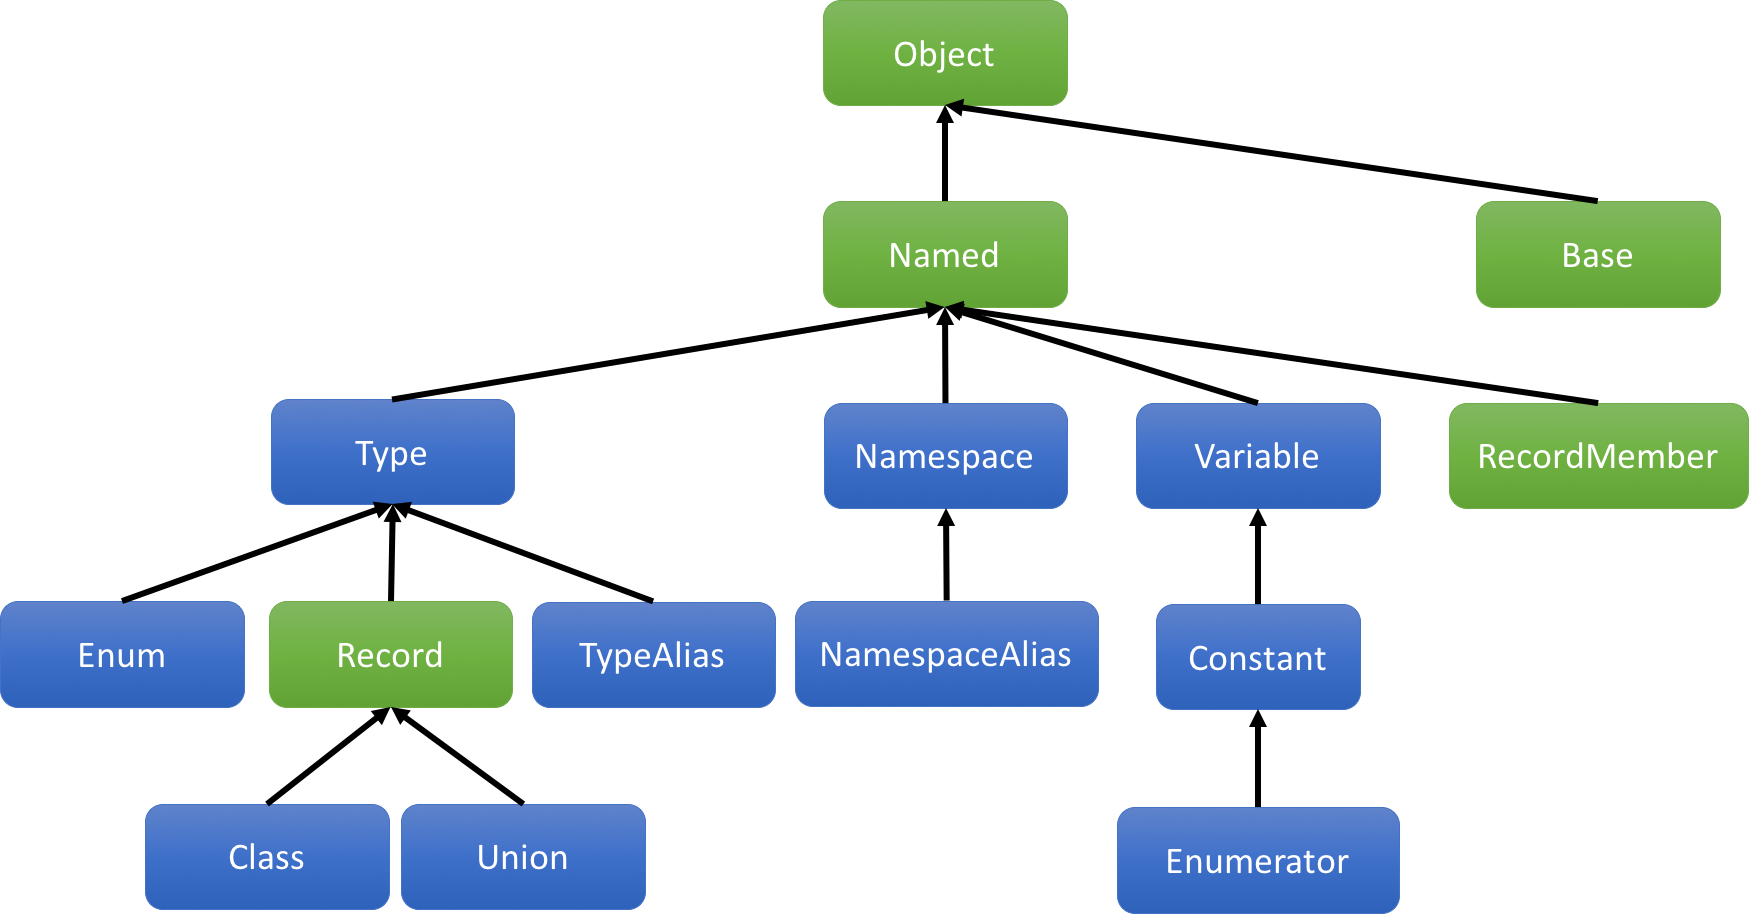 Object
Named
Base
Type
Namespace
Variable
RecordMember
Enum
Record
TypeAlias
NamespaceAlias
Constant
Class
Union
Enumerator